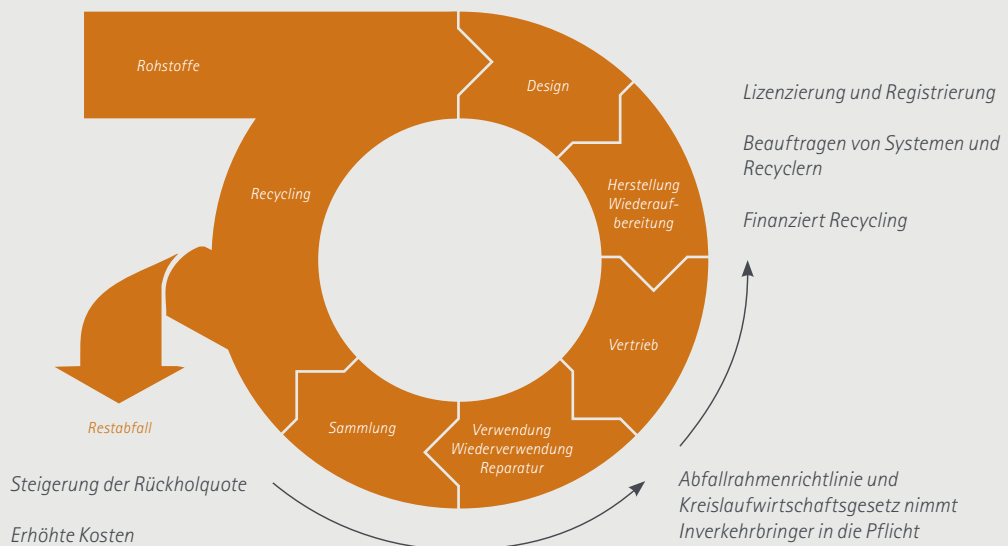 Rohstoffe
Design
Lizenzierung und Registrierung
Beauftragen von Systemen und
Recyclern
Herstellung
Wiederauf-
bereitung
Finanziert Recycling
Recycling
Vertrieb
Restabfall
Sammlung
Verwendung
Wiederverwendung
Reparatur
Steigerung der Rückholquote
Erhöhte Kosten
Abfallrahmenrichtlinie und
Kreislaufwirtschaftsgesetz nimmt
Inverkehrbringer in die Pflicht